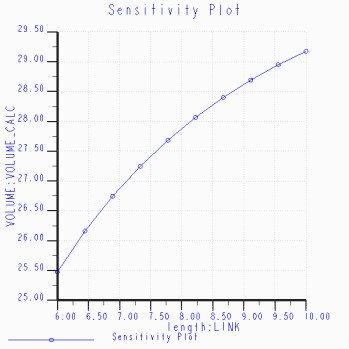 Sensitivity Plot
29.50
29.00
28.50
28.00
27.50
27.00
26.50
26.00
25.50
25.00
VOLUME:VOLUME_CALC
6.00 6.50 7.00 7.50 8.00 8.50 9.00 9.50 10.00
length:LINK
Sensitivity Plot